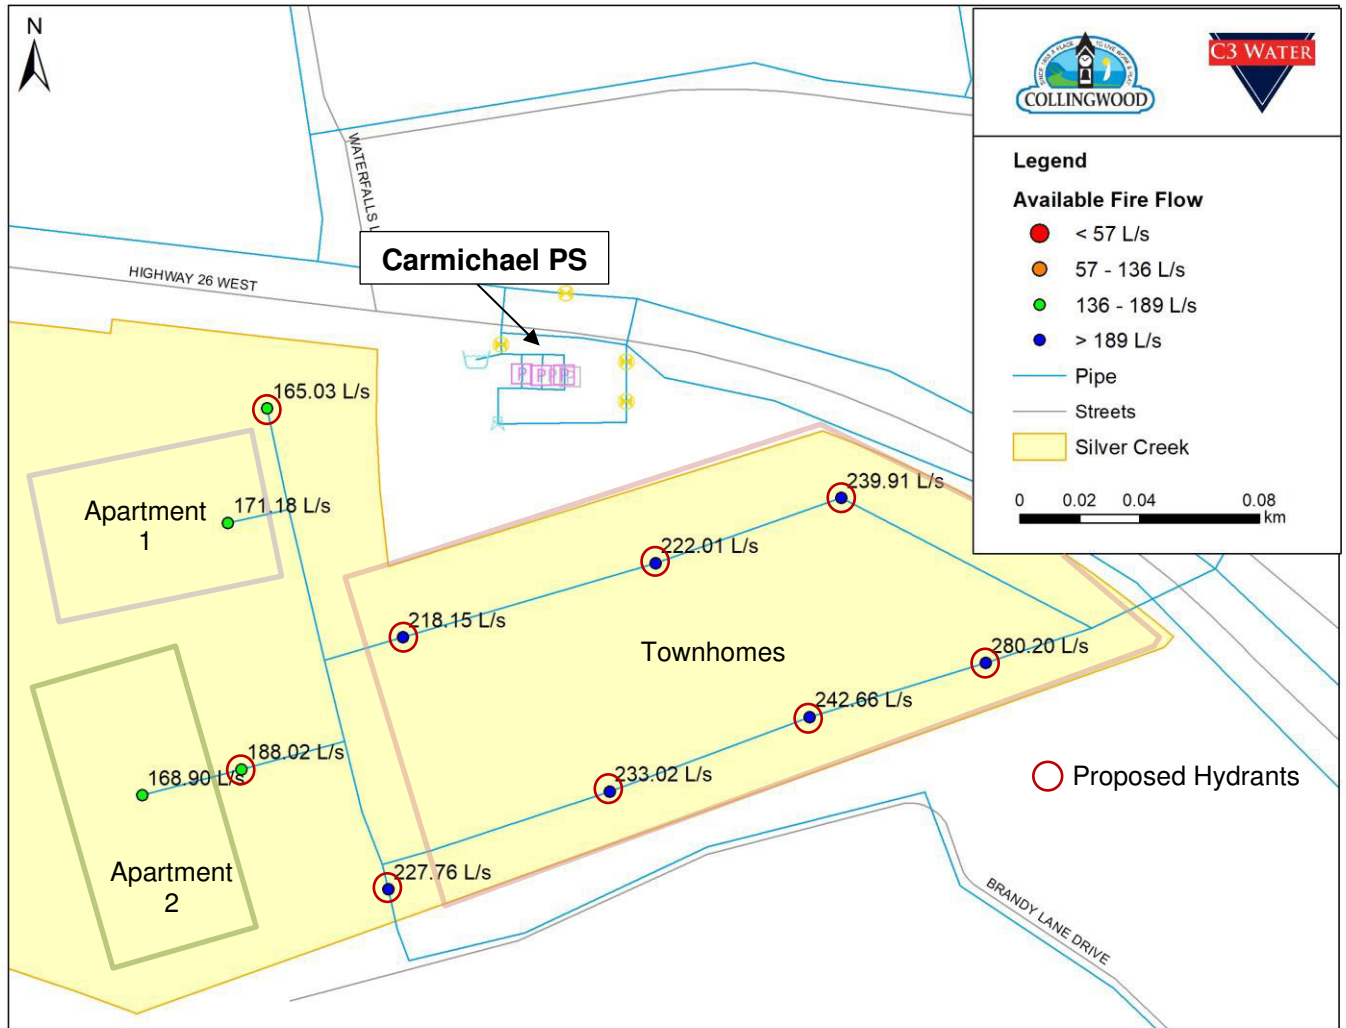 N
COLLINGWOOD
C3 WATER
Legend
Available Fire Flow
< 57 L/s
57 - 136 L/s
136 - 189 L/s
> 189 L/s
Pipe
Streets
Silver Creek
0 0.02 0.04 0.08
km
WATERFALLS L
Carmichael PS
HIGHWAY 26 WEST
P P P P
165.03 L/s
171.18 L/s
Apartment
1
239.91 L/s
222.01 L/s
218.15 L/s
Townhomes
280.20 L/s
242.66 L/s
188.02 L/s
168.90 L/s
233.02 L/s
Proposed Hydrants
Apartment
2
227.76 L/s
BRANDY LANE DRIVE